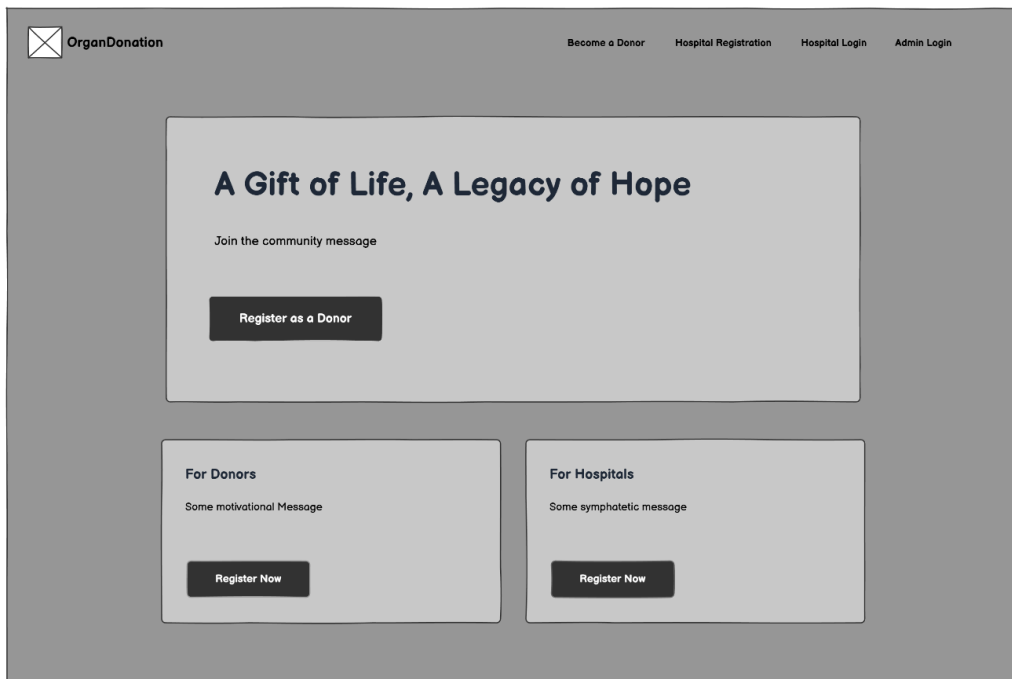 OrganDonation
Become a Donor
Hospital Registration
Hospital Login
Admin Login
A Gift of Life, A Legacy of Hope
Join the community message
Register as a Donor
For Donors
Some motivational Message
Register Now
For Hospitals
Some symphatetic message
Register Now